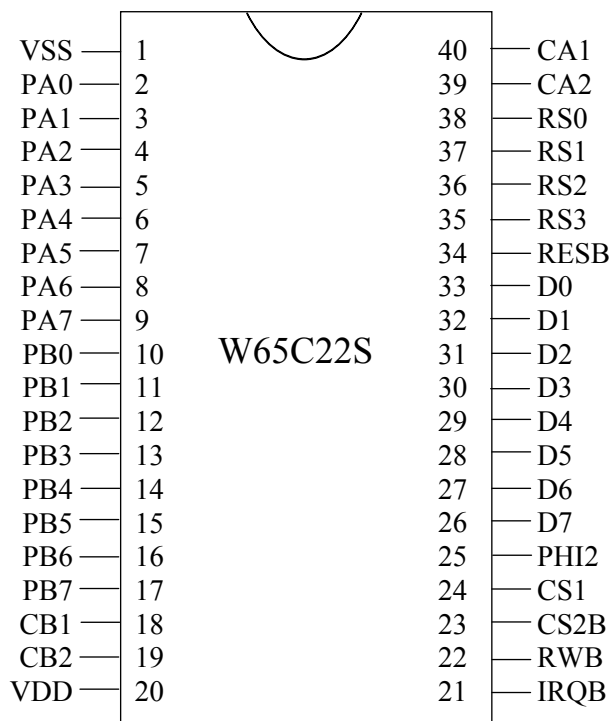 VSS 1 40 CA1
PA0 2 39 CA2
PA1 3 38 RS0
PA2 4 37 RS1
PA3 5 36 RS2
PA4 6 35 RS3
PA5 7 34 RESB
PA6 8 33 D0
PA7 9 32 D1
PB0 10 W65C22S 31 D2
PB1 11 30 D3
PB2 12 29 D4
PB3 13 28 D5
PB4 14 27 D6
PB5 15 26 D7
PB6 16 25 PHI2
PB7 17 24 CS1
CB1 18 23 CS2B
CB2 19 22 RWB
VDD 20 21 IRQB